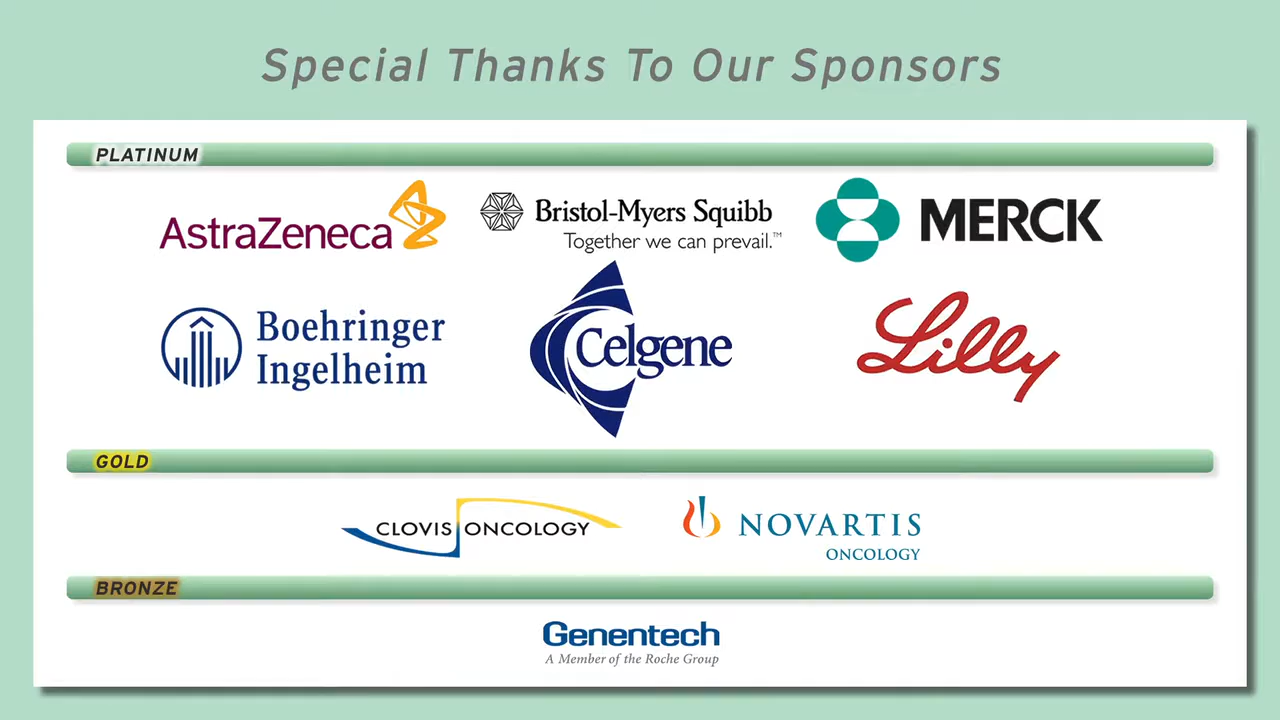 Special Thanks To Our Sponsors
PLATINUM
AstraZeneca
Bristol-Myers Squibb
Together we can prevail.™
MERCK
Boehringer
Ingelheim
Celgene
Lilly
GOLD
CLOVIS ONCOLOGY
NOVARTIS
ONCOLOGY
BRONZE
Genentech
A Member of the Roche Group